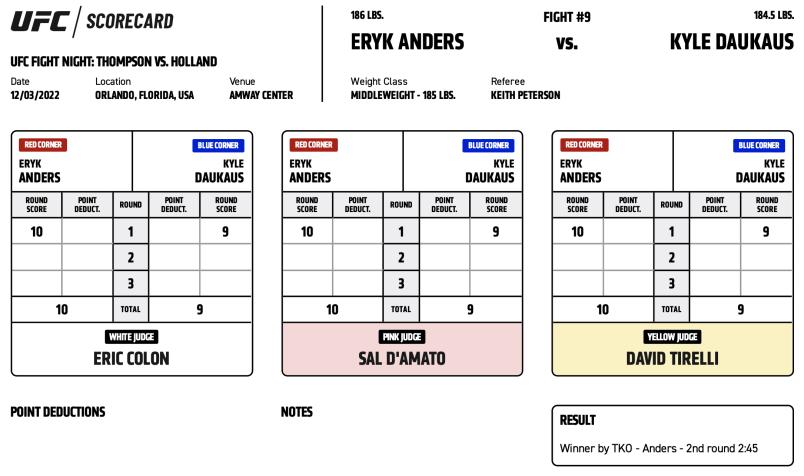 UFC / SCORECARD
UFC FIGHT NIGHT: THOMPSON VS. HOLLAND
Date Location Venue
12/03/2022 ORLANDO, FLORIDA, USA AMWAY CENTER
186 LBS. FIGHT #9 184.5 LBS.
ERYK ANDERS VS. KYLE DAUKAUS
Weight Class Referee
MIDDLEWEIGHT - 185 LBS. KEITH PETERSON
RED CORNER BLUE CORNER
ERYK KYLE
ANDERS DAUKAUS
ROUND SCORE POINT DEDUCT. ROUND POINT DEDUCT. ROUND SCORE
10 1 9
2
3
10 TOTAL 9
WHITE JUDGE
ERIC COLON
RED CORNER BLUE CORNER
ERYK KYLE
ANDERS DAUKAUS
ROUND SCORE POINT DEDUCT. ROUND POINT DEDUCT. ROUND SCORE
10 1 9
2
3
10 TOTAL 9
PINK JUDGE
SAL D'AMATO
RED CORNER BLUE CORNER
ERYK KYLE
ANDERS DAUKAUS
ROUND SCORE POINT DEDUCT. ROUND POINT DEDUCT. ROUND SCORE
10 1 9
2
3
10 TOTAL 9
YELLOW JUDGE
DAVID TIRELLI
POINT DEDUCTIONS
NOTES
RESULT
Winner by TKO - Anders - 2nd round 2:45